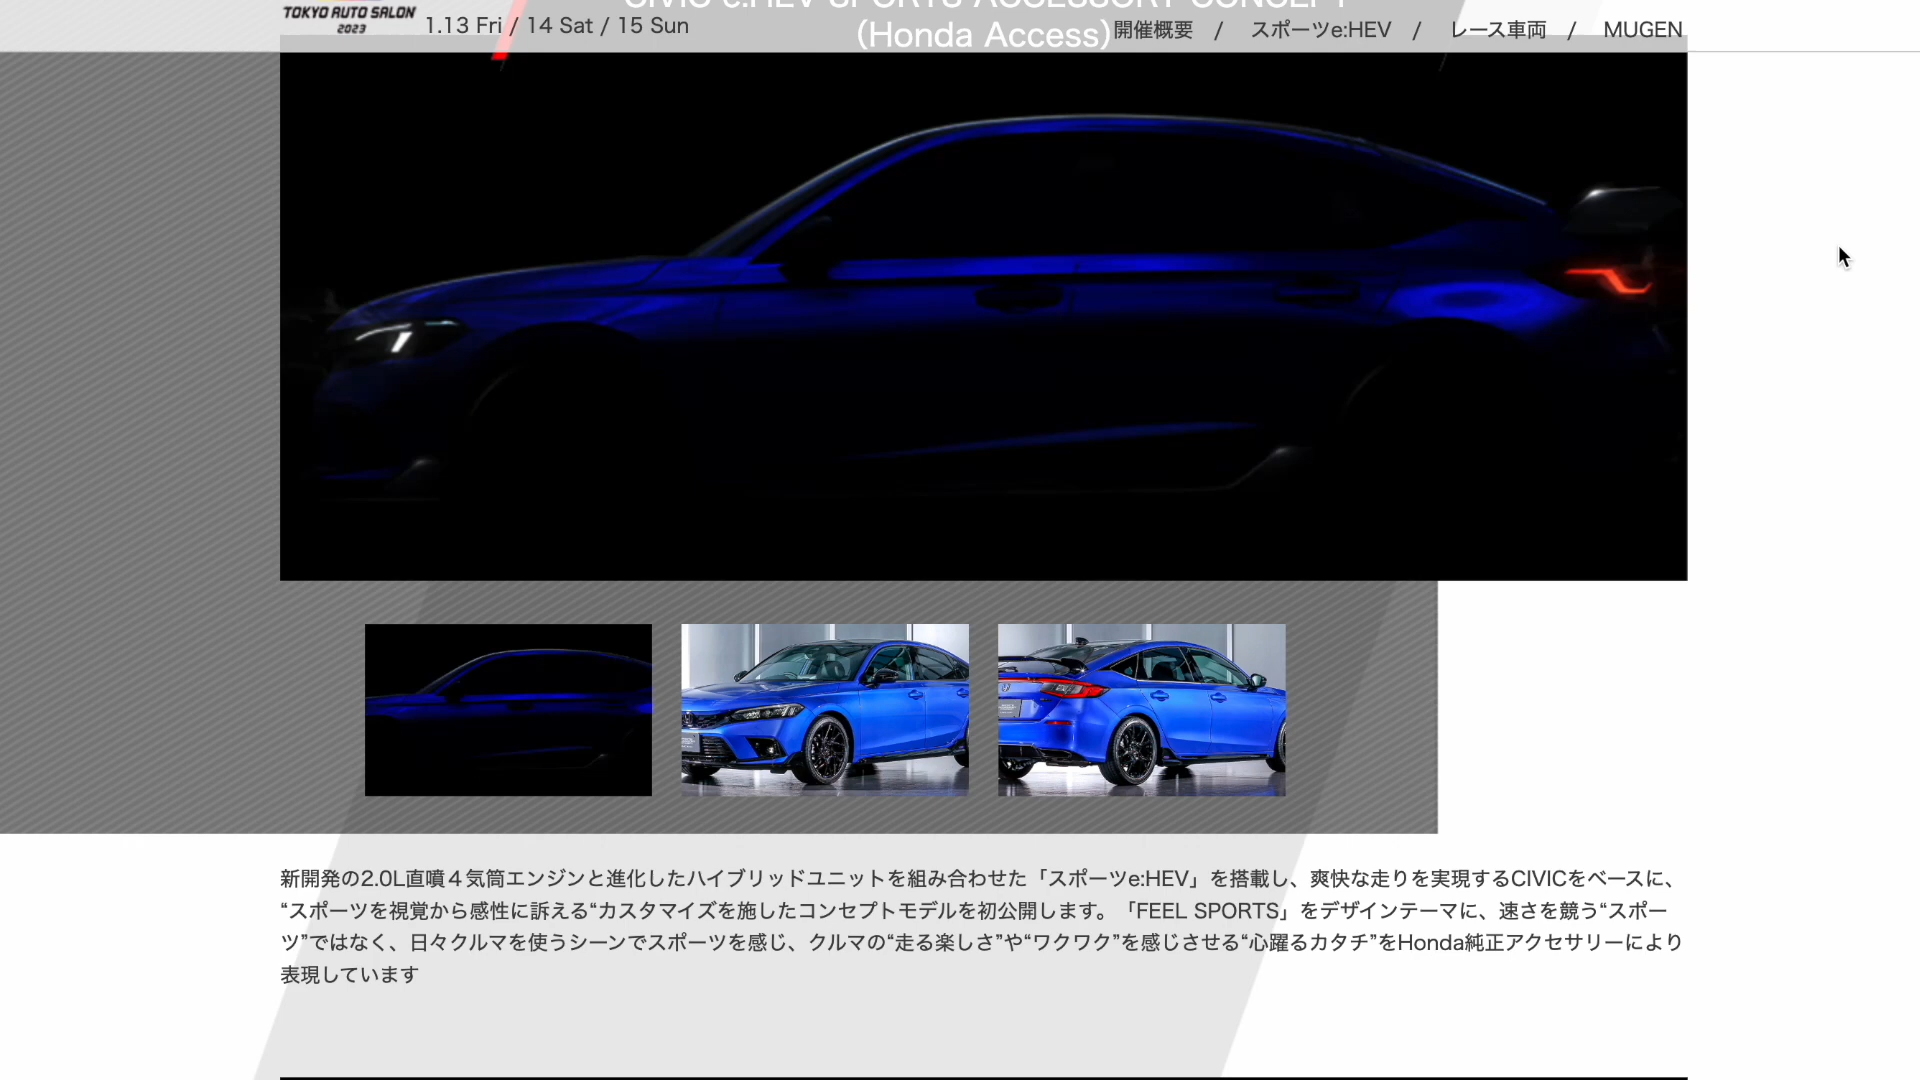 CIVIC e:HEV SPORTS ACCESSORY CONCEPT
TOKYO AUTO SALON
2023
1.13 Fri / 14 Sat / 15 Sun
(Honda Access)
開催概要 / スポーツe:HEV / レース車両 / MUGEN
新開発の2.0L直噴４気筒エンジンと進化したハイブリッドユニットを組み合わせた「スポーツe:HEV」を搭載し、爽快な走りを実現するCIVICをベースに、
“スポーツを視覚から感性に訴える“カスタマイズを施したコンセプトモデルを初公開します。「FEEL SPORTS」をデザインテーマに、速さを競う“スポー
ツ”ではなく、日々クルマを使うシーンでスポーツを感じ、クルマの“走る楽しさ”や“ワクワク”を感じさせる“心躍るカタチ”をHonda純正アクセサリーにより
表現しています